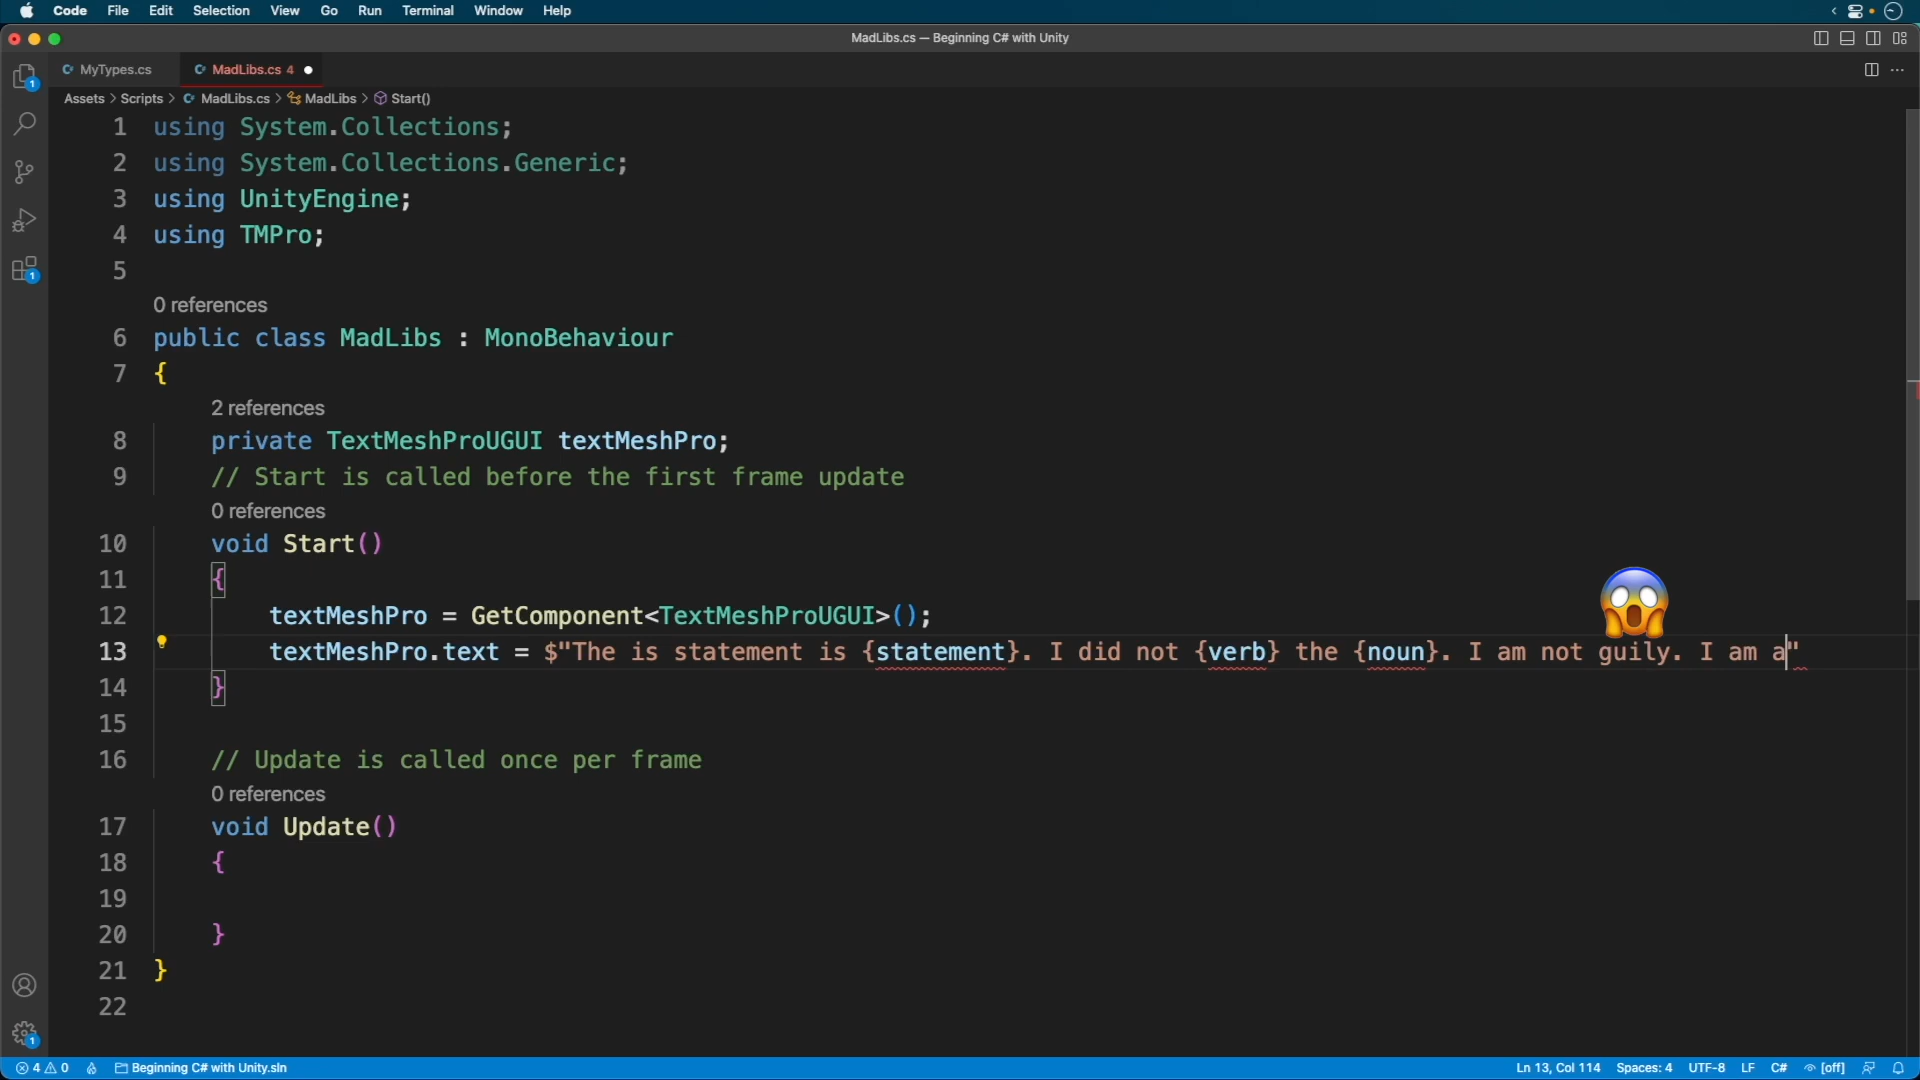 Code File Edit Selection View Go Run Terminal Window Help
MadLibs.cs — Beginning C# with Unity
MyTypes.cs MadLibs.cs 4
Assets > Scripts > MadLibs.cs > MadLibs > Start()
1 using System.Collections;
2 using System.Collections.Generic;
3 using UnityEngine;
4 using TMPro;
5
0 references
6 public class MadLibs : MonoBehaviour
7 {
2 references
8 private TextMeshProUGUI textMeshPro;
9 // Start is called before the first frame update
0 references
10 void Start()
11 {
12 textMeshPro = GetComponent<TextMeshProUGUI>();
13 textMeshPro.text = $"The is statement is {statement}. I did not {verb} the {noun}. I am not guily. I am a"
14 }
15
16 // Update is called once per frame
0 references
17 void Update()
18 {
19
20 }
21 }
22
1
1
1
4 0 Beginning C# with Unity.sln Ln 13, Col 114 Spaces: 4 UTF-8 LF C# [off]